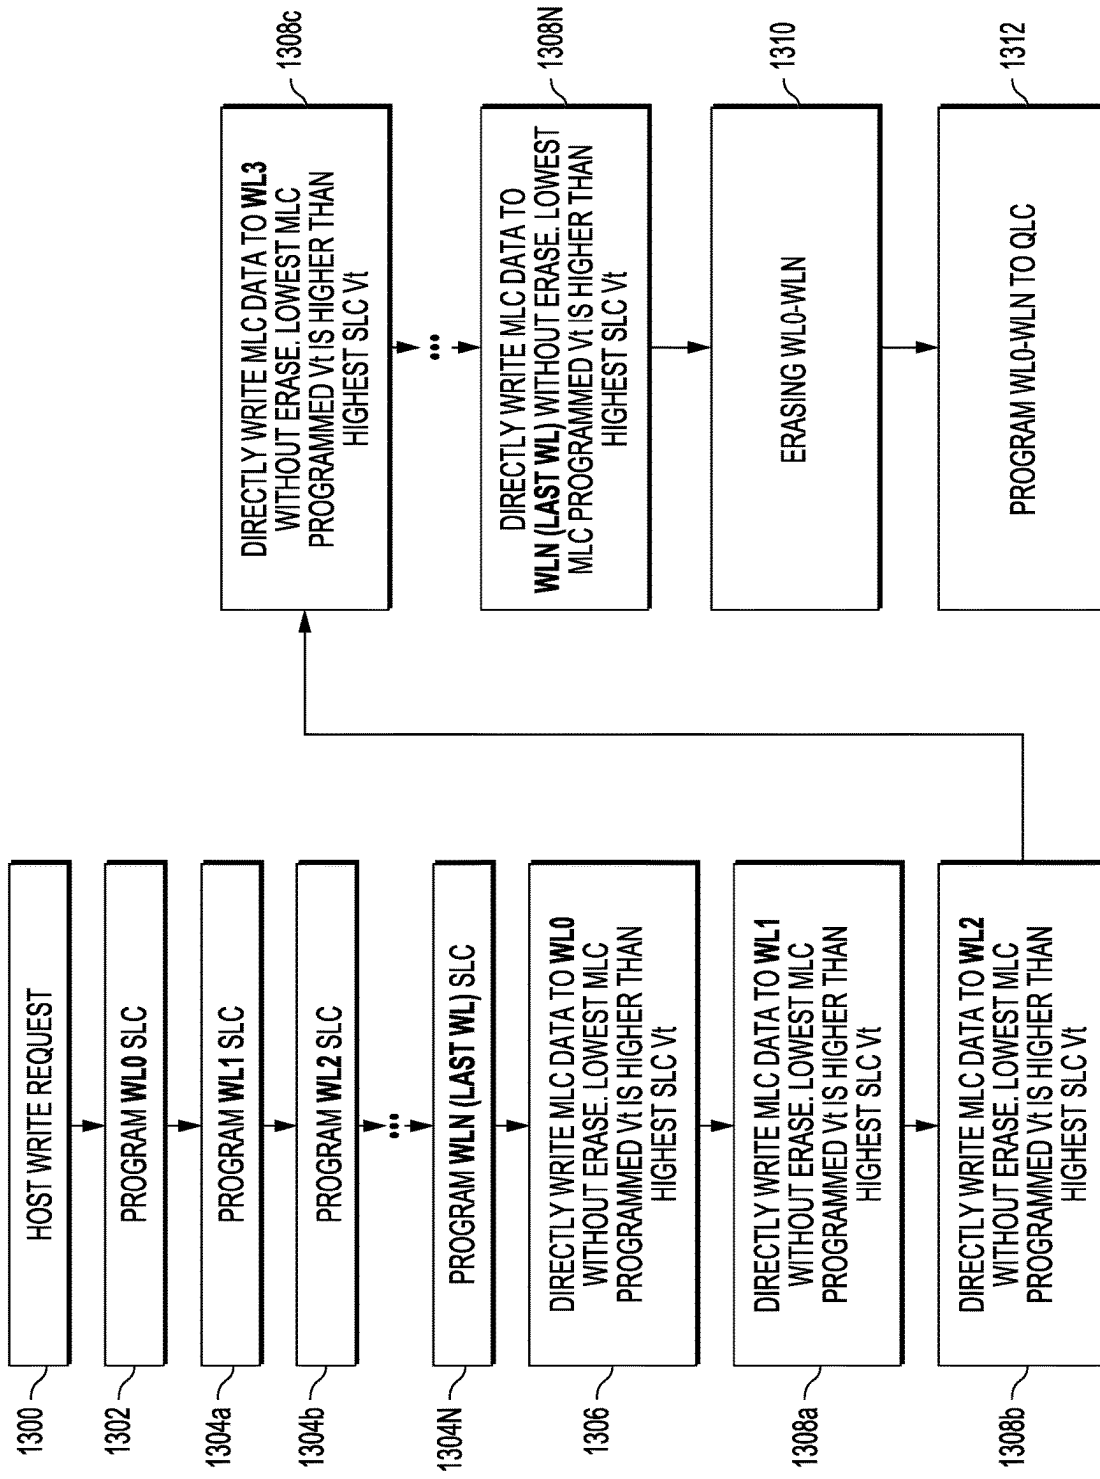 1300
HOST WRITE REQUEST
1302
PROGRAM WL0 SLC
1304a
PROGRAM WL1 SLC
1304b
PROGRAM WL2 SLC
•••
1304N
PROGRAM WLN (LAST WL) SLC
1306
DIRECTLY WRITE MLC DATA TO WL0
WITHOUT ERASE. LOWEST MLC
PROGRAMMED Vt IS HIGHER THAN
HIGHEST SLC Vt
1308a
DIRECTLY WRITE MLC DATA TO WL1
WITHOUT ERASE. LOWEST MLC
PROGRAMMED Vt IS HIGHER THAN
HIGHEST SLC Vt
1308b
DIRECTLY WRITE MLC DATA TO WL2
WITHOUT ERASE. LOWEST MLC
PROGRAMMED Vt IS HIGHER THAN
HIGHEST SLC Vt
1308c
DIRECTLY WRITE MLC DATA TO WL3
WITHOUT ERASE. LOWEST MLC
PROGRAMMED Vt IS HIGHER THAN
HIGHEST SLC Vt
•••
1308N
DIRECTLY WRITE MLC DATA TO
WLN (LAST WL) WITHOUT ERASE. LOWEST
MLC PROGRAMMED Vt IS HIGHER THAN
HIGHEST SLC Vt
1310
ERASING WL0-WLN
1312
PROGRAM WL0-WLN TO QLC